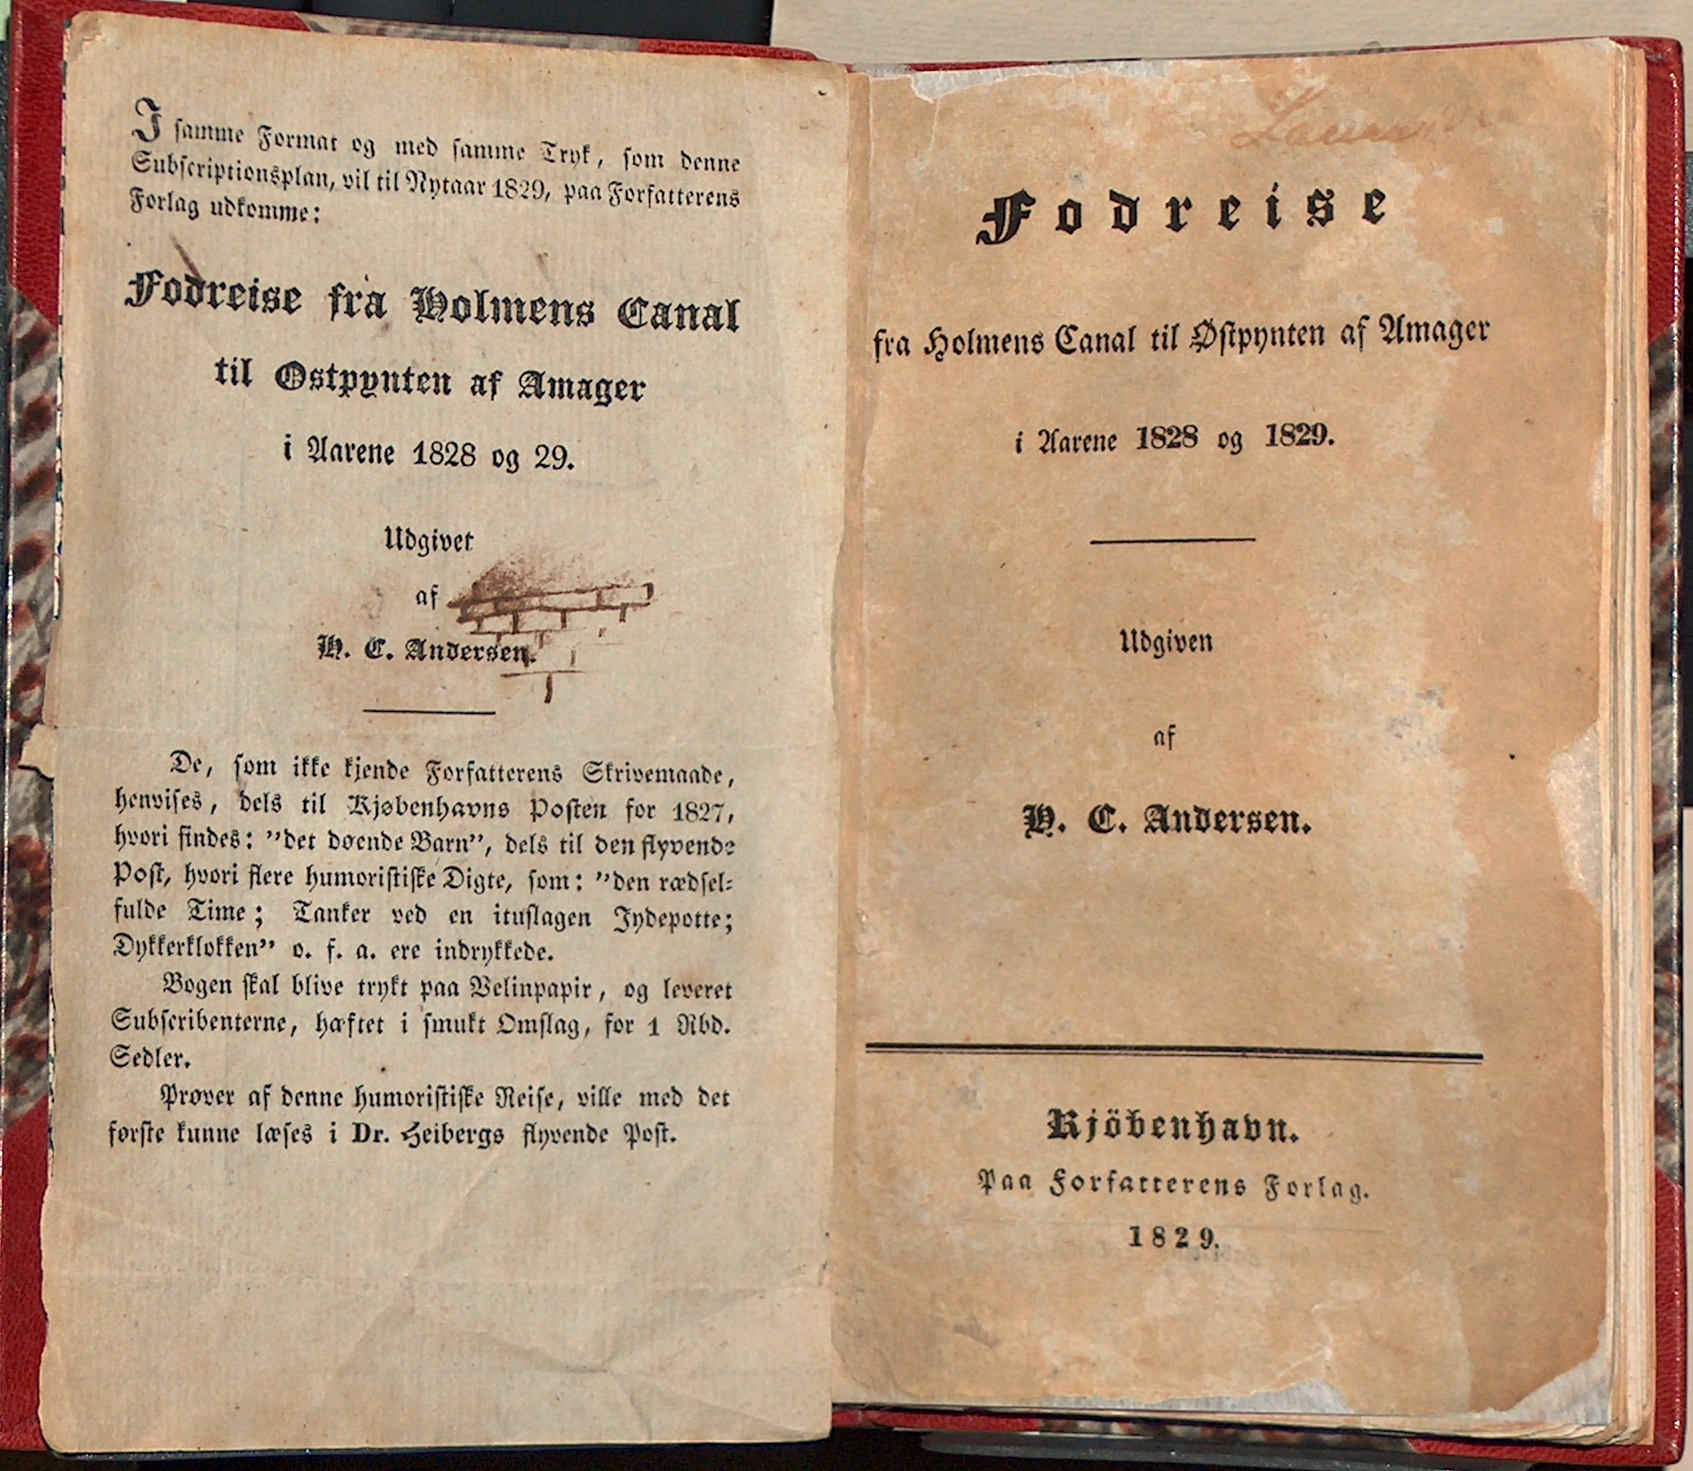 I samme Format og med samme Tryk, som denne
Subscriptionsplan, vil til Nytaar 1829, paa Forfatterens
Forlag udkomme:
Fodreise fra Holmens Canal
til Østpynten af Amager
i Aarene 1828 og 29.
Udgivet
af
H. C. Andersen.
De, som ikke kjende Forfatterens Skrivemaade,
henvises, dels til Kjøbenhavns Posten for 1827,
hvori findes: "det døende Barn", dels til den flyvende
Post, hvori flere humoristiske Digte, som: "den rædsel-
fulde Time; Tanker ved en ituslagen Jydepotte;
Dykkerklokken" o. f. a. ere indrykkede.
Bogen skal blive trykt paa Velinpapir, og leveret
Subscribenterne, hæftet i smukt Omslag, for 1 Rbd.
Sedler.
Prøver af denne humoristiske Reise, ville med det
første kunne læses i Dr. Heibergs flyvende Post.
Fodreise
fra Holmens Canal til Østpynten af Amager
i Aarene 1828 og 1829.
Udgiven
af
H. C. Andersen.
Kjöbenhavn.
Paa Forfatterens Forlag.
1829.